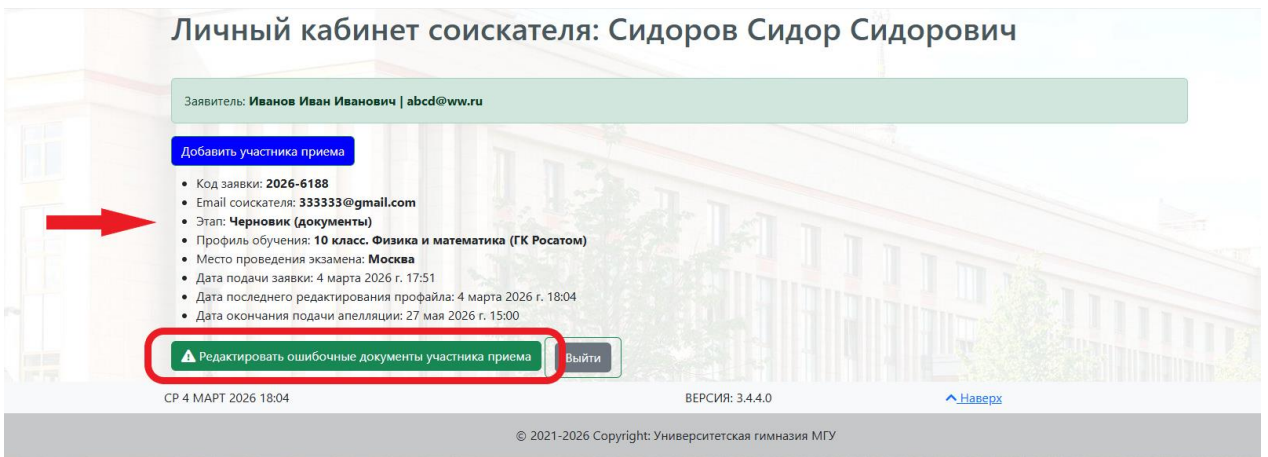 Личный кабинет соискателя: Сидоров Сидор Сидорович
Заявитель: Иванов Иван Иванович | abcd@ww.ru
Добавить участника приема
Код заявки: 2026-6188
Email соискателя: 333333@gmail.com
Этап: Черновик (документы)
Профиль обучения: 10 класс. Физика и математика (ГК Росатом)
Место проведения экзамена: Москва
Дата подачи заявки: 4 марта 2026 г. 17:51
Дата последнего редактирования профайла: 4 марта 2026 г. 18:04
Дата окончания подачи апелляции: 27 мая 2026 г. 15:00
Редактировать ошибочные документы участника приема Выйти
СР 4 МАРТ 2026 18:04 ВЕРСИЯ: 3.4.4.0 Наверх
© 2021-2026 Copyright: Университетская гимназия МГУ